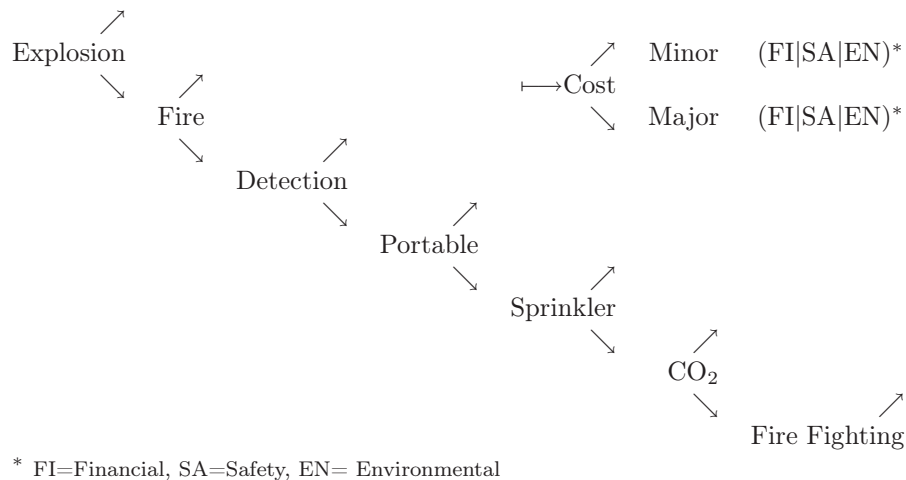 Explosion
Minor (FI|SA|EN)*
Cost
Fire
Major (FI|SA|EN)*
Detection
Portable
Sprinkler
CO₂
Fire Fighting
* FI=Financial, SA=Safety, EN= Environmental